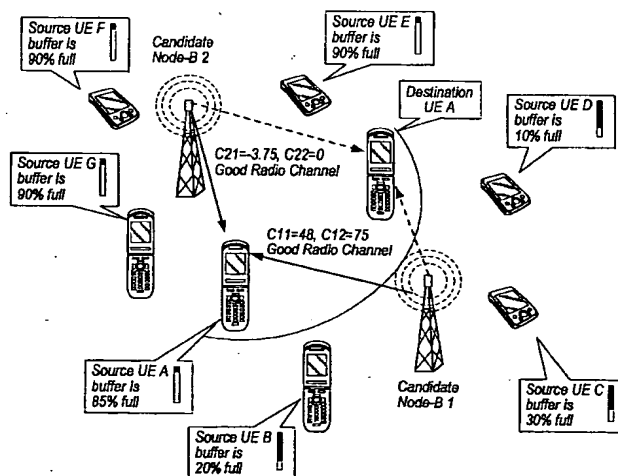 Source UE F
buffer is
90% full
Candidate
Node-B 2
Source UE E
buffer is
90% full
Destination
UE A
Source UE D
buffer is
10% full
C21=-3.75, C22=0
Good Radio Channel
Source UE G
buffer is
90% full
C11=48, C12=75
Good Radio Channel
Source UE A
buffer is
85% full
Candidate
Node-B 1
Source UE C
buffer is
30% full
Source UE B
buffer is
20% full